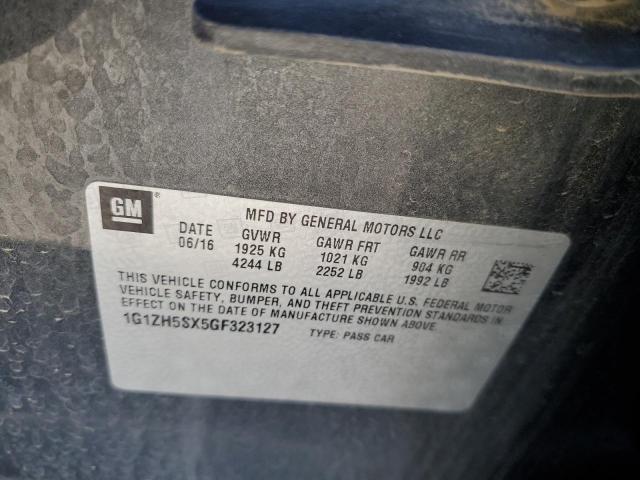 GM ®
MFD BY GENERAL MOTORS LLC
DATE GVWR GAWR FRT GAWR RR
06/16 1925 KG 1021 KG 904 KG
4244 LB 2252 LB 1992 LB
THIS VEHICLE CONFORMS TO ALL APPLICABLE U.S. FEDERAL MOTOR
VEHICLE SAFETY, BUMPER, AND THEFT PREVENTION STANDARDS IN
EFFECT ON THE DATE OF MANUFACTURE SHOWN ABOVE.
1G1ZH5SX5GF323127 TYPE: PASS CAR